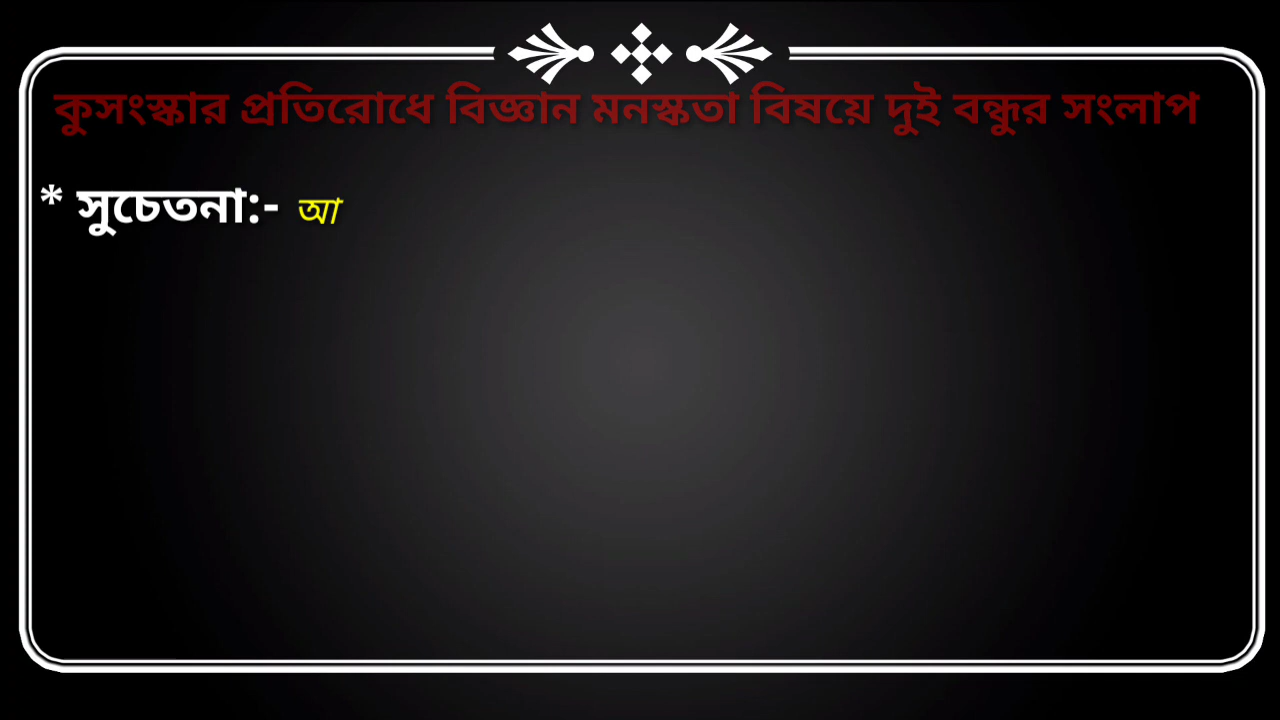 কুসংস্কার প্রতিরোধে বিজ্ঞান মনস্কতা বিষয়ে দুই বন্ধুর সংলাপ
* সুচেতনা:- আ